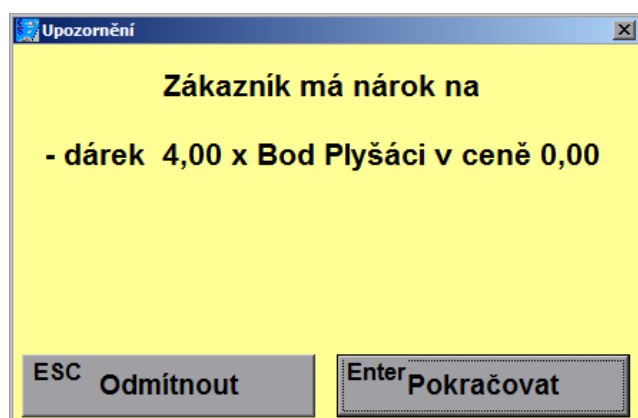 Upozornění
Zákazník má nárok na
- dárek 4,00 x Bod Plyšáci v ceně 0,00
ESC Odmítnout
Enter Pokračovat